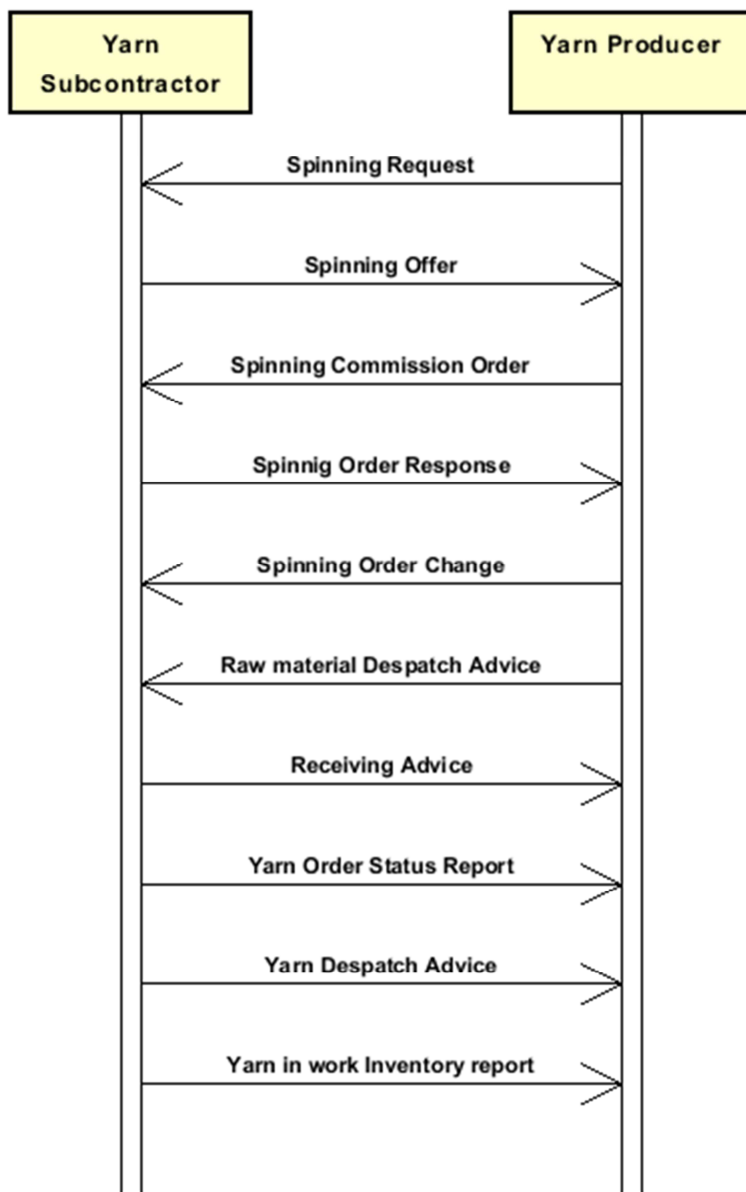 Yarn
Subcontractor
Yarn Producer
Spinning Request
Spinning Offer
Spinning Commission Order
Spinnig Order Response
Spinning Order Change
Raw material Despatch Advice
Receiving Advice
Yarn Order Status Report
Yarn Despatch Advice
Yarn in work Inventory report